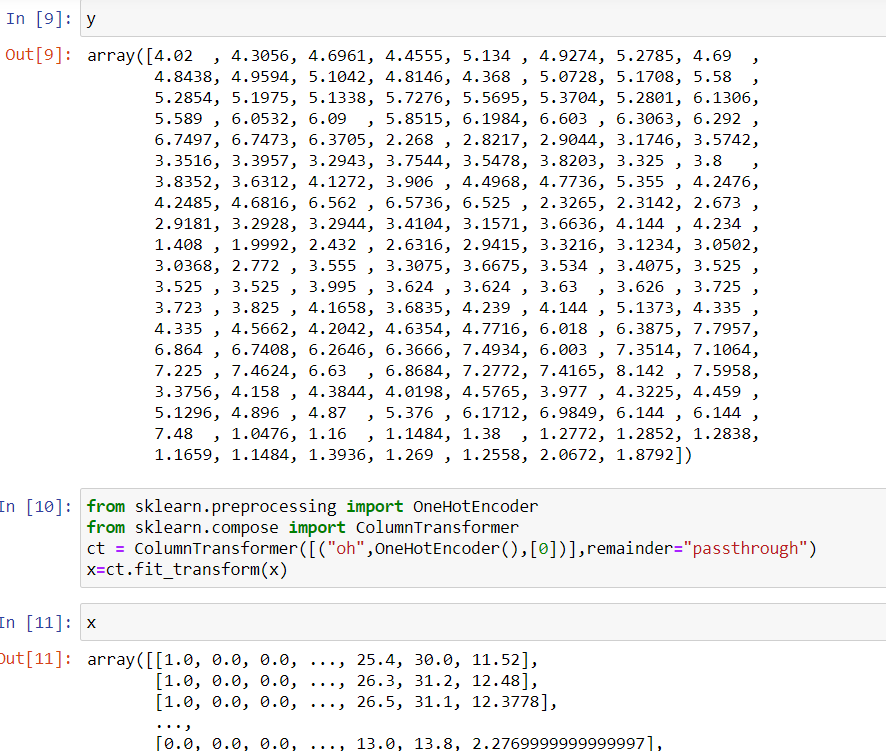 In [9]: y
Out[9]: array([4.02  , 4.3056, 4.6961, 4.4555, 5.134 , 4.9274, 5.2785, 4.69  ,
4.8438, 4.9594, 5.1042, 4.8146, 4.368 , 5.0728, 5.1708, 5.58  ,
5.2854, 5.1975, 5.1338, 5.7276, 5.5695, 5.3704, 5.2801, 6.1306,
5.589 , 6.0532, 6.09  , 5.8515, 6.1984, 6.603 , 6.3063, 6.292 ,
6.7497, 6.7473, 6.3705, 2.268 , 2.8217, 2.9044, 3.1746, 3.5742,
3.3516, 3.3957, 3.2943, 3.7544, 3.5478, 3.8203, 3.325 , 3.8   ,
3.8352, 3.6312, 4.1272, 3.906 , 4.4968, 4.7736, 5.355 , 4.2476,
4.2485, 4.6816, 6.562 , 6.5736, 6.525 , 2.3265, 2.3142, 2.673 ,
2.9181, 3.2928, 3.2944, 3.4104, 3.1571, 3.6636, 4.144 , 4.234 ,
1.408 , 1.9992, 2.432 , 2.6316, 2.9415, 3.3216, 3.1234, 3.0502,
3.0368, 2.772 , 3.555 , 3.3075, 3.6675, 3.534 , 3.4075, 3.525 ,
3.525 , 3.525 , 3.995 , 3.624 , 3.624 , 3.63  , 3.626 , 3.725 ,
3.723 , 3.825 , 4.1658, 3.6835, 4.239 , 4.144 , 5.1373, 4.335 ,
4.335 , 4.5662, 4.2042, 4.6354, 4.7716, 6.018 , 6.3875, 7.7957,
6.864 , 6.7408, 6.2646, 6.3666, 7.4934, 6.003 , 7.3514, 7.1064,
7.225 , 7.4624, 6.63  , 6.8684, 7.2772, 7.4165, 8.142 , 7.5958,
3.3756, 4.158 , 4.3844, 4.0198, 4.5765, 3.977 , 4.3225, 4.459 ,
5.1296, 4.896 , 4.87  , 5.376 , 6.1712, 6.9849, 6.144 , 6.144 ,
7.48  , 1.0476, 1.16  , 1.1484, 1.38  , 1.2772, 1.2852, 1.2838,
1.1659, 1.1484, 1.3936, 1.269 , 1.2558, 2.0672, 1.8792])
In [10]: from sklearn.preprocessing import OneHotEncoder
from sklearn.compose import ColumnTransformer
ct = ColumnTransformer([("oh",OneHotEncoder(),[0])],remainder="passthrough")
x=ct.fit_transform(x)
In [11]: x
Out[11]: array([[1.0, 0.0, 0.0, ..., 25.4, 30.0, 11.52],
[1.0, 0.0, 0.0, ..., 26.3, 31.2, 12.48],
[1.0, 0.0, 0.0, ..., 26.5, 31.1, 12.3778],
...,
[0.0, 0.0, 0.0, ..., 13.0, 13.8, 2.2769999999999997],